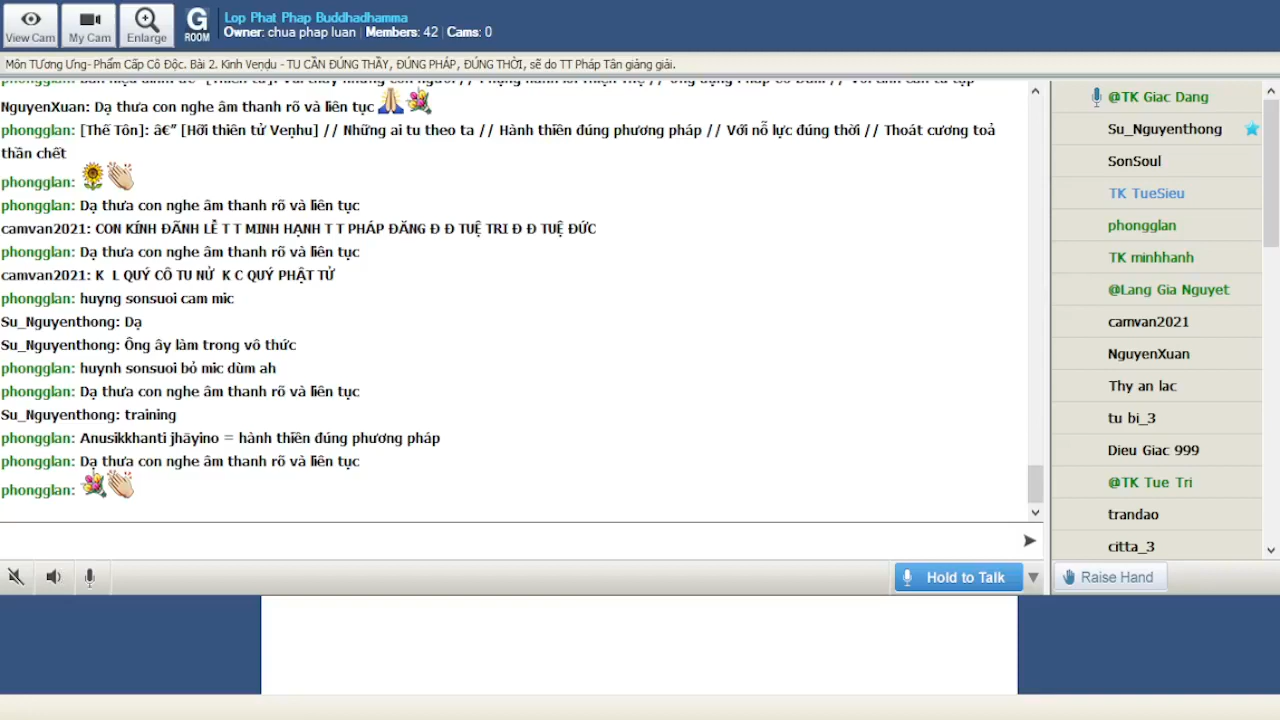 View Cam
My Cam
Enlarge
G
ROOM
Lop Phat Phap Buddhadhamma
Owner: chua phap luan | Members: 42 | Cams: 0
Môn TƯơng Ưng- Phẩm Cấp Cô Độc. Bài 2. Kinh Veṇḍu - TU CẦN ĐÚNG THẦY, ĐÚNG PHÁP, ĐÚNG THỜI, sẽ do TT Pháp Tân giảng giải.
NguyenXuan: Dạ thưa con nghe âm thanh rõ và liên tục
phongglan: [Thế Tôn]: â€” [Hỡi thiên tử Veṇhu] // Những ai tu theo ta // Hành thiền đúng phương pháp // Với nỗ lực đúng thời // Thoát cương toả
thần chết
phongglan:
phongglan: Dạ thưa con nghe âm thanh rõ và liên tục
camvan2021: CON KÍNH ĐÃNH LỄ T T MINH HẠNH T T PHÁP ĐĂNG Đ Đ TUỆ TRI Đ Đ TUỆ ĐỨC
phongglan: Dạ thưa con nghe âm thanh rõ và liên tục
camvan2021: K L QUÝ CÔ TU NỬ K C QUÝ PHẬT TỬ
phongglan: huyng sonsuoi cam mic
Su_Nguyenthong: Dạ
Su_Nguyenthong: Ông ây làm trong vô thức
phongglan: huynh sonsuoi bỏ mic dùm ah
phongglan: Dạ thưa con nghe âm thanh rõ và liên tục
Su_Nguyenthong: training
phongglan: Anusikkhanti jhāyino = hành thiền đúng phương pháp
phongglan: Dạ thưa con nghe âm thanh rõ và liên tục
phongglan:
@TK Giac Dang
Su_Nguyenthong
SonSoul
TK TueSieu
phongglan
TK minhhanh
@Lang Gia Nguyet
camvan2021
NguyenXuan
Thy an lac
tu bi_3
Dieu Giac 999
@TK Tue Tri
trandao
citta_3
Hold to Talk
Raise Hand